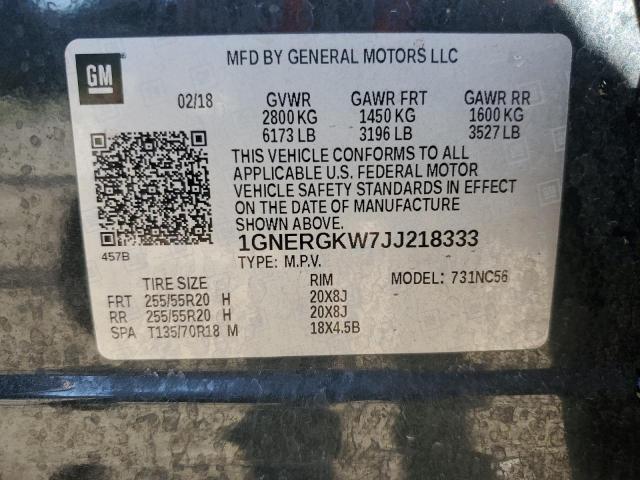 GM
MFD BY GENERAL MOTORS LLC
02/18 GVWR GAWR FRT GAWR RR
2800 KG 1450 KG 1600 KG
6173 LB 3196 LB 3527 LB
THIS VEHICLE CONFORMS TO ALL
APPLICABLE U.S. FEDERAL MOTOR
VEHICLE SAFETY STANDARDS IN EFFECT
ON THE DATE OF MANUFACTURE
SHOWN ABOVE.
457B
1GNERGKW7JJ218333
TYPE: M.P.V.
TIRE SIZE RIM MODEL: 731NC56
FRT 255/55R20 H 20X8J
RR 255/55R20 H 20X8J
SPA T135/70R18 M 18X4.5B